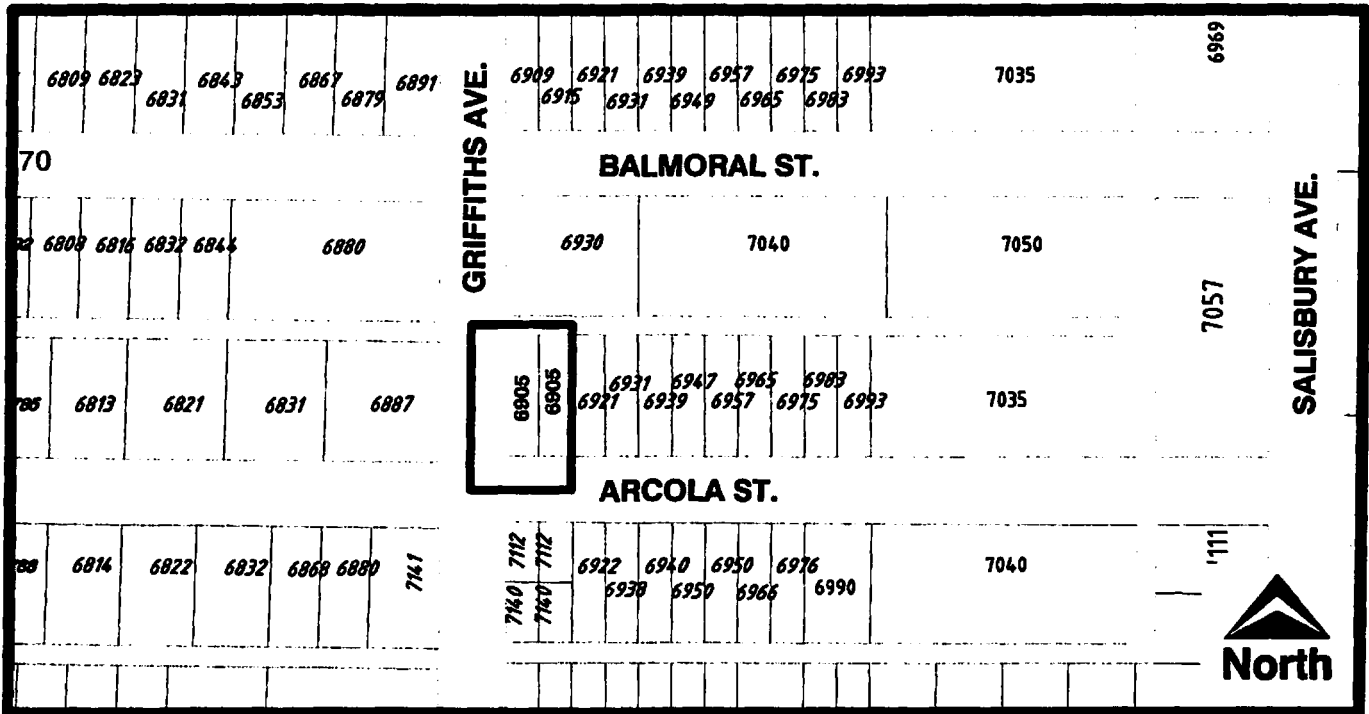 6809 6823 6843 6867 6891
6831 6853 6879
GRIFFITHS AVE.
6909 6921 6939 6957 6975 6993
6915 6931 6949 6965 6983
7035
6969
70
BALMORAL ST.
SALISBURY AVE.
6808 6816 6832 6844 6880
6930 7040 7050
7057
6813 6821 6831 6887
6905 6905
6931 6947 6965 6983
6921 6939 6957 6975 6993
7035
ARCOLA ST.
6814 6822 6832 6868 6880 7141
7112 7112
7140 7140
6922 6940 6950 6976
6938 6950 6966 6990
7040
North